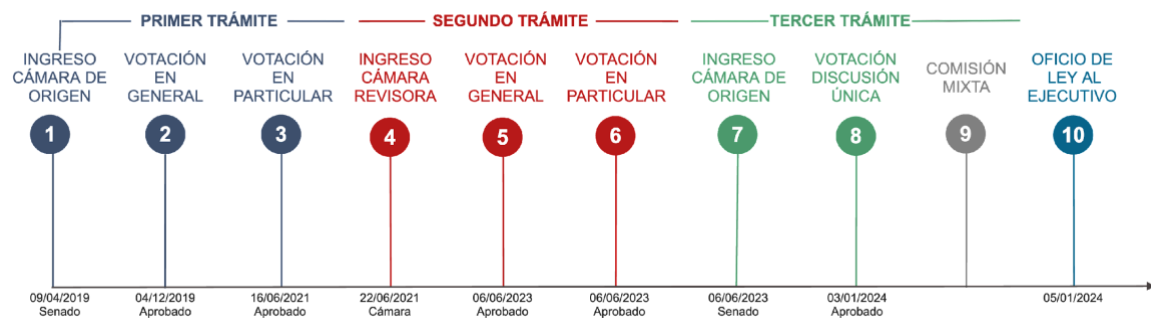 PRIMER TRÁMITE
SEGUNDO TRÁMITE
TERCER TRÁMITE
INGRESO
CÁMARA DE
ORIGEN
VOTACIÓN
EN
GENERAL
VOTACIÓN
EN
PARTICULAR
INGRESO
CÁMARA
REVISORA
VOTACIÓN
EN
GENERAL
VOTACIÓN
EN
PARTICULAR
INGRESO
CÁMARA DE
ORIGEN
VOTACIÓN
DISCUSIÓN
ÚNICA
COMISIÓN
MIXTA
OFICIO DE
LEY AL
EJECUTIVO
1
2
3
4
5
6
7
8
9
10
09/04/2019
Senado
04/12/2019
Aprobado
16/06/2021
Aprobado
22/06/2021
Cámara
06/06/2023
Aprobado
06/06/2023
Aprobado
06/06/2023
Senado
03/01/2024
Aprobado
05/01/2024